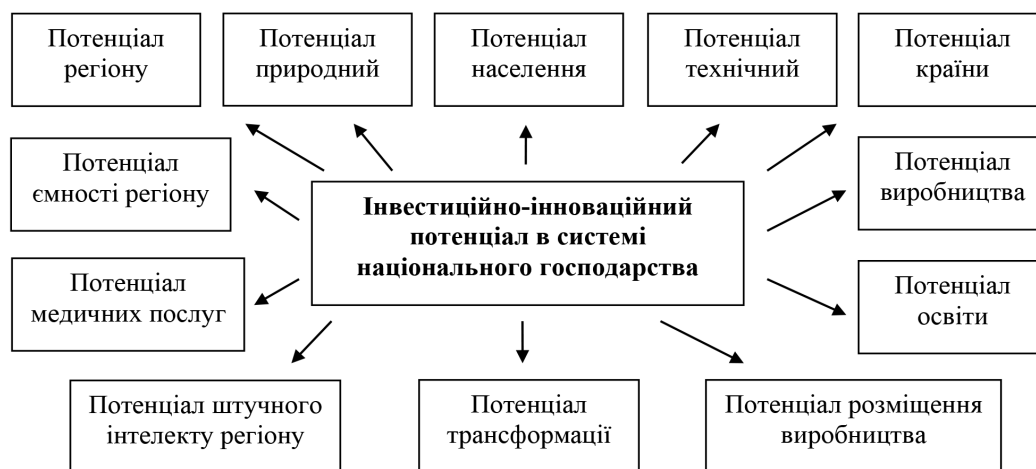 Потенціал
регіону
Потенціал
природний
Потенціал
населення
Потенціал
технічний
Потенціал
країни
Потенціал
ємності регіону
Інвестиційно-інноваційний
потенціал в системі
національного господарства
Потенціал
виробництва
Потенціал
медичних послуг
Потенціал
освіти
Потенціал штучного
інтелекту регіону
Потенціал
трансформації
Потенціал розміщення
виробництва